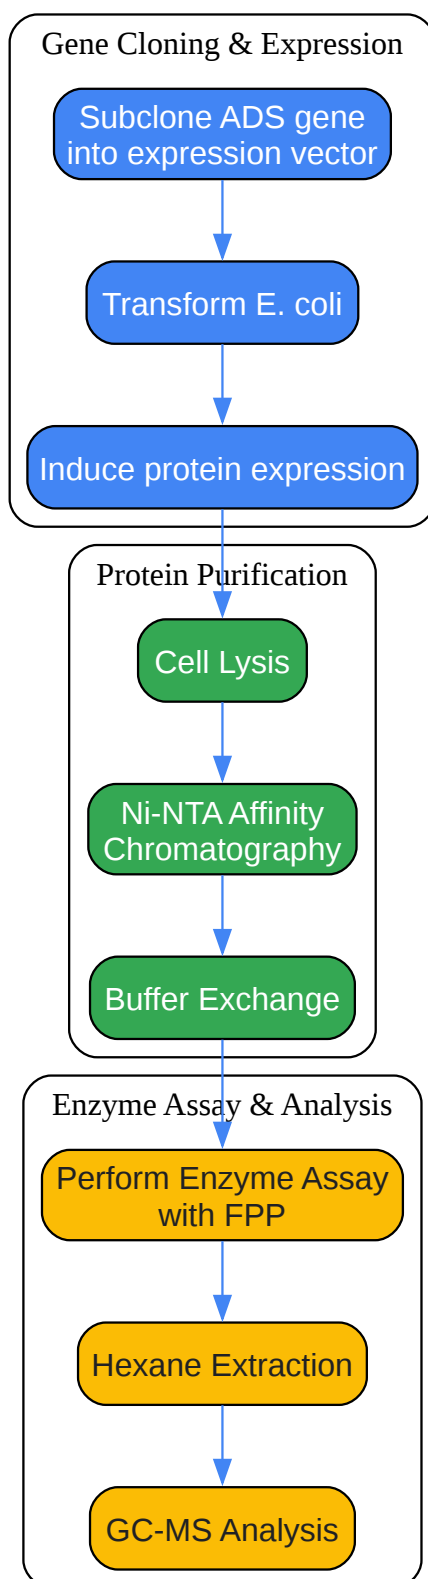 Gene Cloning & Expression
Subclone ADS gene
into expression vector
Transform E. coli
Induce protein expression
Protein Purification
Cell Lysis
Ni-NTA Affinity
Chromatography
Buffer Exchange
Enzyme Assay & Analysis
Perform Enzyme Assay
with FPP
Hexane Extraction
GC-MS Analysis